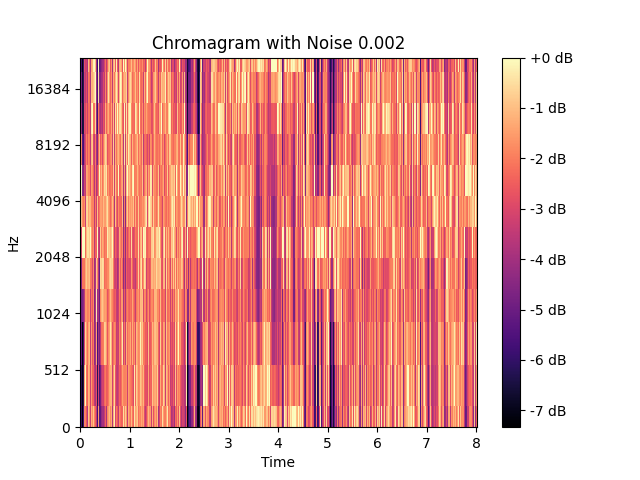 Chromagram with Noise 0.002
Hz
16384
8192
4096
2048
1024
512
0
0 1 2 3 4 5 6 7 8
Time
+0 dB
-1 dB
-2 dB
-3 dB
-4 dB
-5 dB
-6 dB
-7 dB